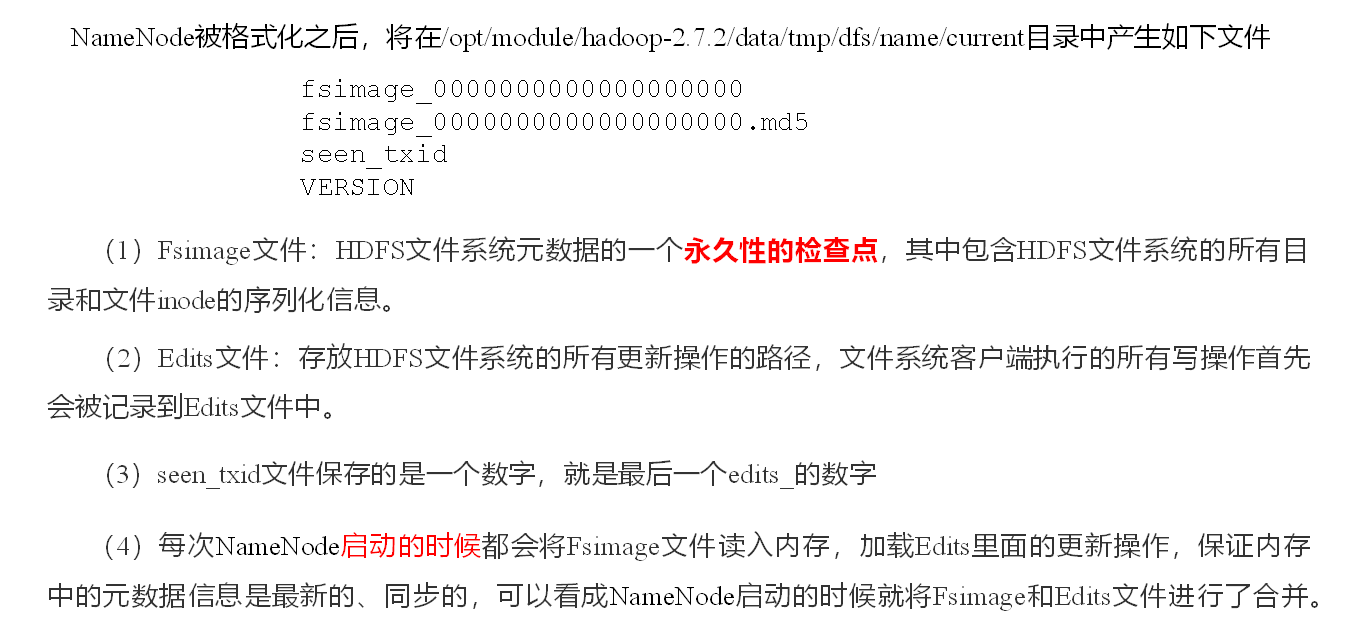 NameNode被格式化之后，将在/opt/module/hadoop-2.7.2/data/tmp/dfs/name/current目录中产生如下文件
fsimage_0000000000000000000
fsimage_0000000000000000000.md5
seen_txid
VERSION
（1）Fsimage文件：HDFS文件系统元数据的一个永久性的检查点，其中包含HDFS文件系统的所有目
录和文件inode的序列化信息。
（2）Edits文件：存放HDFS文件系统的所有更新操作的路径，文件系统客户端执行的所有写操作首先
会被记录到Edits文件中。
（3）seen_txid文件保存的是一个数字，就是最后一个edits_的数字
（4）每次NameNode启动的时候都会将Fsimage文件读入内存，加载Edits里面的更新操作，保证内存
中的元数据信息是最新的、同步的，可以看成NameNode启动的时候就将Fsimage和Edits文件进行了合并。